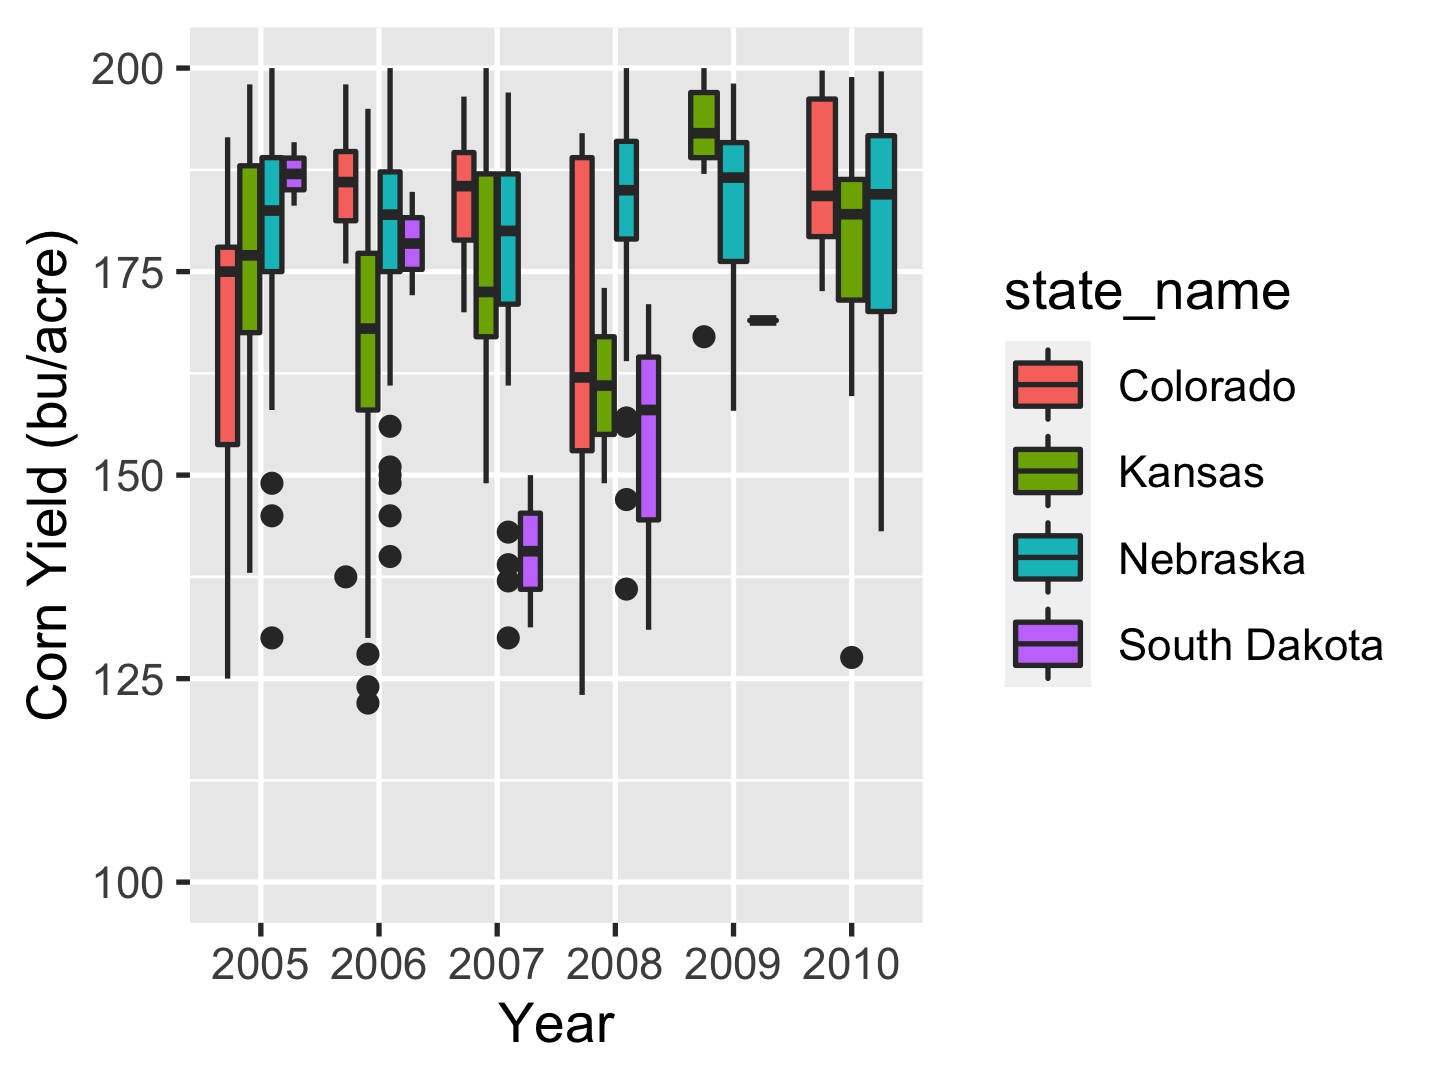 Corn Yield (bu/acre)
200
175
150
125
100
2005 2006 2007 2008 2009 2010
Year
state_name
Colorado
Kansas
Nebraska
South Dakota